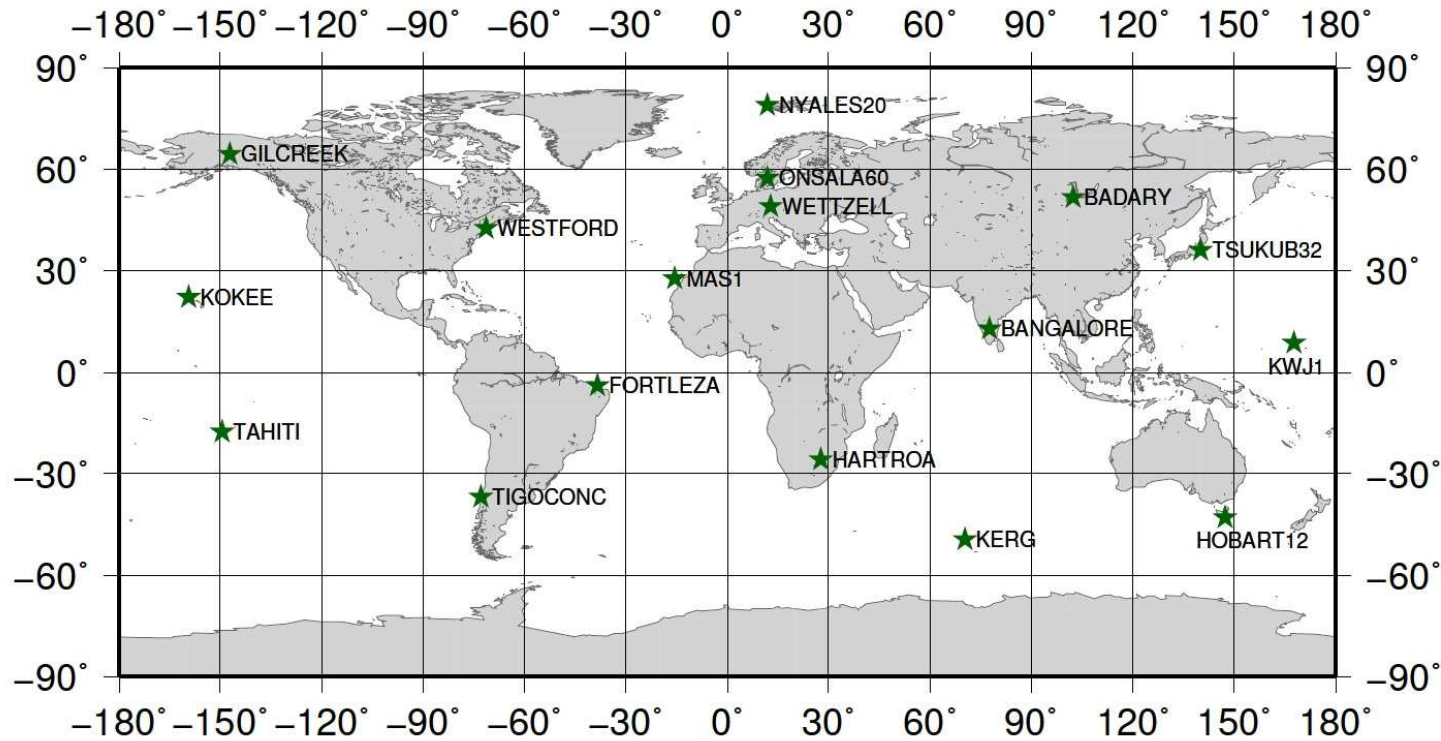 −180° −150° −120° −90° −60° −30° 0° 30° 60° 90° 120° 150° 180°
90° 90°
NYALES20
GILCREEK
60° 60°
ONSALA60
BADARY
WETTZELL
WESTFORD
TSUKUB32
30° 30°
MAS1
KOKEE
BANGALORE
KWJ1
0° 0°
FORTLEZA
TAHITI
HARTROA
−30° −30°
TIGOCONC
KERG
HOBART12
−60° −60°
−90° −90°
−180° −150° −120° −90° −60° −30° 0° 30° 60° 90° 120° 150° 180°